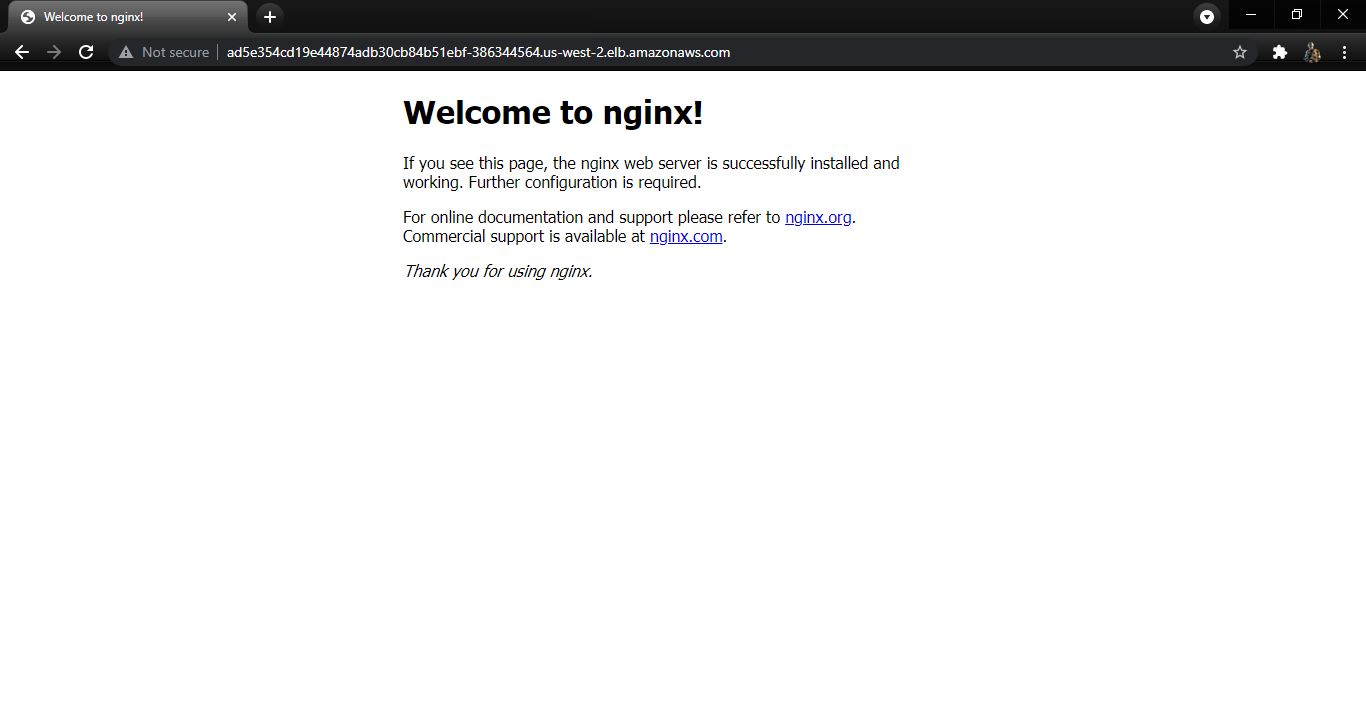 Welcome to nginx!
Not secure
ad5e354cd19e44874adb30cb84b51ebf-386344564.us-west-2.elb.amazonaws.com
Welcome to nginx!
If you see this page, the nginx web server is successfully installed and
working. Further configuration is required.
For online documentation and support please refer to nginx.org.
Commercial support is available at nginx.com.
Thank you for using nginx.